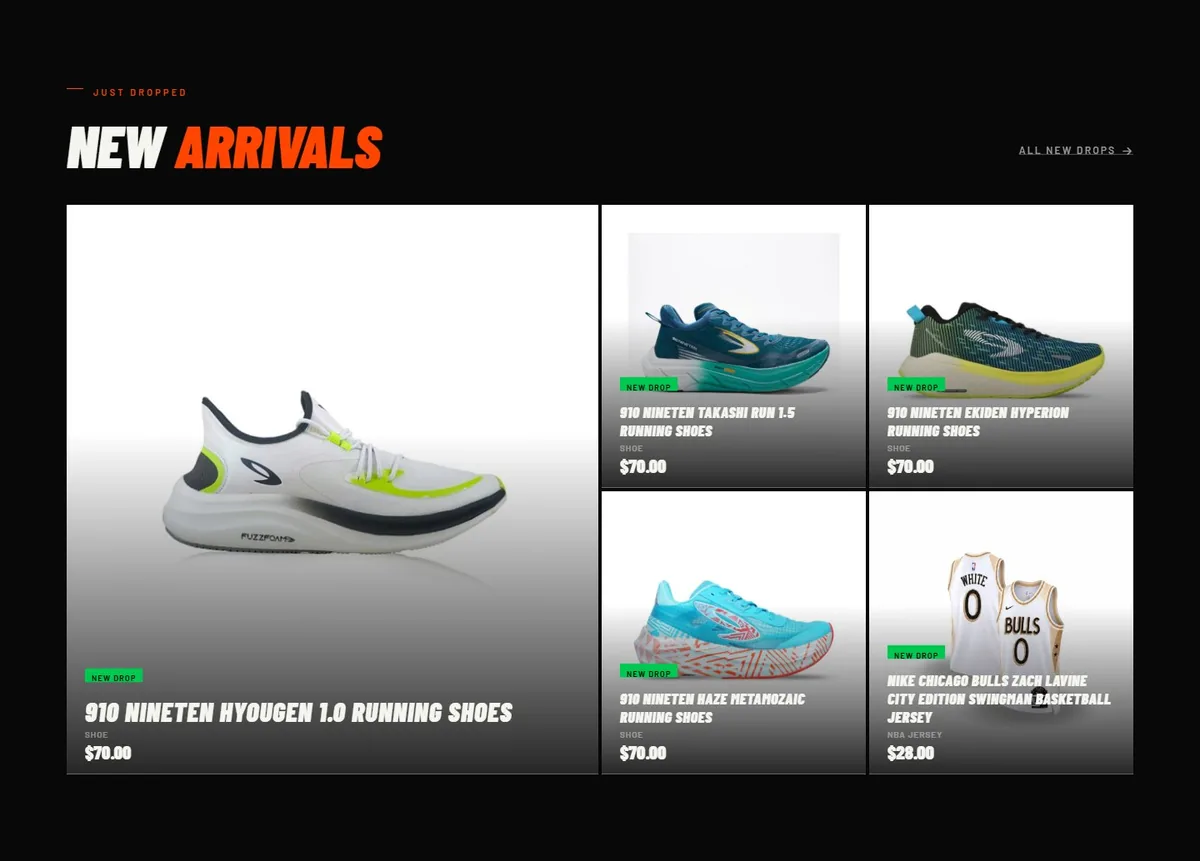 JUST DROPPED
NEW ARRIVALS
ALL NEW DROPS →
FUZZFOAM
NEW DROP
910 NINETEN HYOUGEN 1.0 RUNNING SHOES
SHOE
$70.00
NEW DROP
910 NINETEN TAKASHI RUN 1.5
RUNNING SHOES
SHOE
$70.00
NEW DROP
910 NINETEN EKIDEN HYPERION
RUNNING SHOES
SHOE
$70.00
NEW DROP
910 NINETEN HAZE METAMOZAIC
RUNNING SHOES
SHOE
$70.00
WHITE
0
BULLS
0
NEW DROP
NIKE CHICAGO BULLS ZACH LAVINE
CITY EDITION SWINGMAN BASKETBALL
JERSEY
NBA JERSEY
$28.00